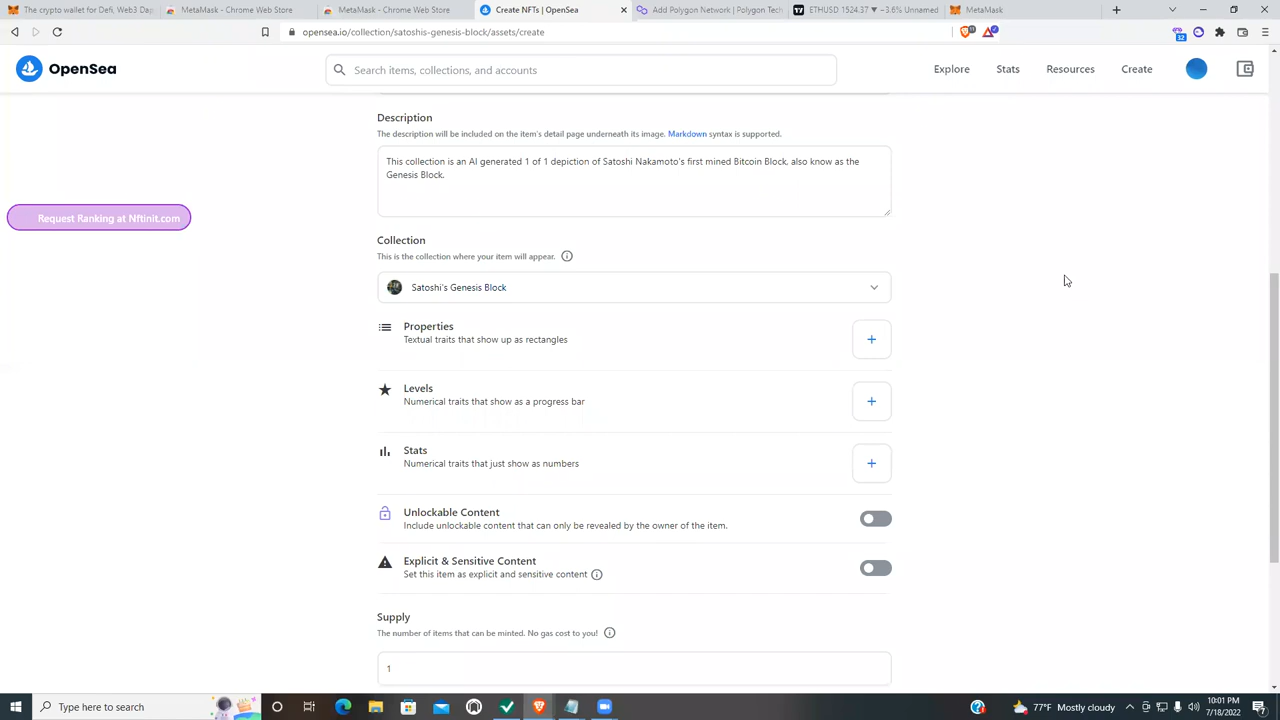 The crypto wallet for Defi, Web3 Dap
MetaMask - Chrome Web Store
MetaMask - Chrome Web Store
Create NFTs | OpenSea
Add Polygon Network | Polygon Tech
ETHUSD 1524.37 ▼ −3.6% Unnamed
MetaMask
opensea.io/collection/satoshis-genesis-block/assets/create
32
OpenSea
Search items, collections, and accounts
Explore
Stats
Resources
Create
Description
The description will be included on the item's detail page underneath its image. Markdown syntax is supported.
This collection is an AI generated 1 of 1 depiction of Satoshi Nakamoto's first mined Bitcoin Block, also know as the
Genesis Block.
Request Ranking at Nftinit.com
Collection
This is the collection where your item will appear.
Satoshi's Genesis Block
Properties
Textual traits that show up as rectangles
Levels
Numerical traits that show as a progress bar
Stats
Numerical traits that just show as numbers
Unlockable Content
Include unlockable content that can only be revealed by the owner of the item.
Explicit & Sensitive Content
Set this item as explicit and sensitive content
Supply
The number of items that can be minted. No gas cost to you!
1
Type here to search
77°F Mostly cloudy
10:01 PM
7/18/2022